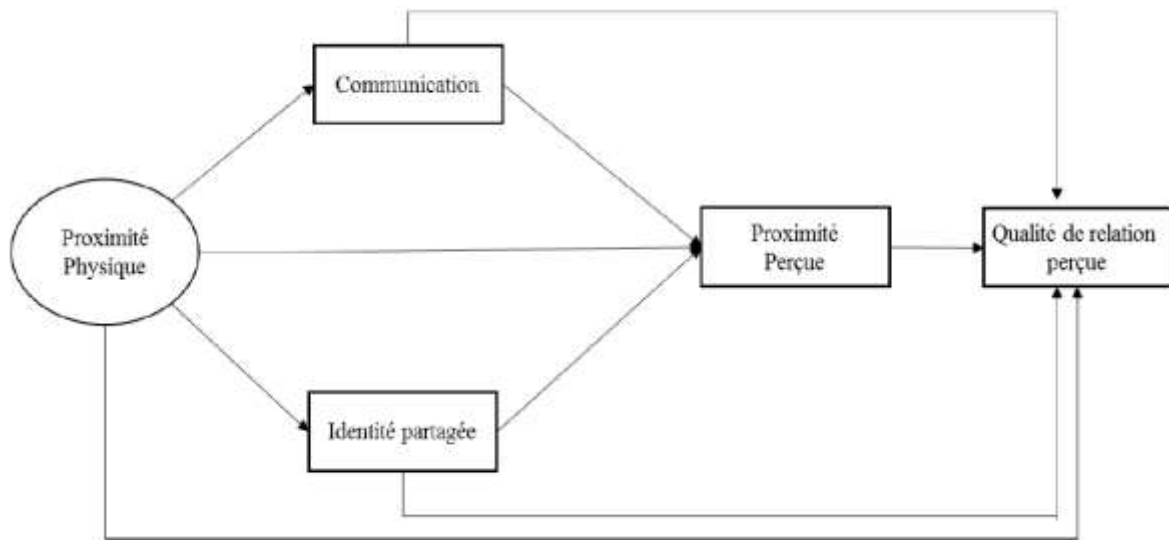 Communication
Proximité
Physique
Proximité
Perçue
Qualité de relation
perçue
Identité partagée